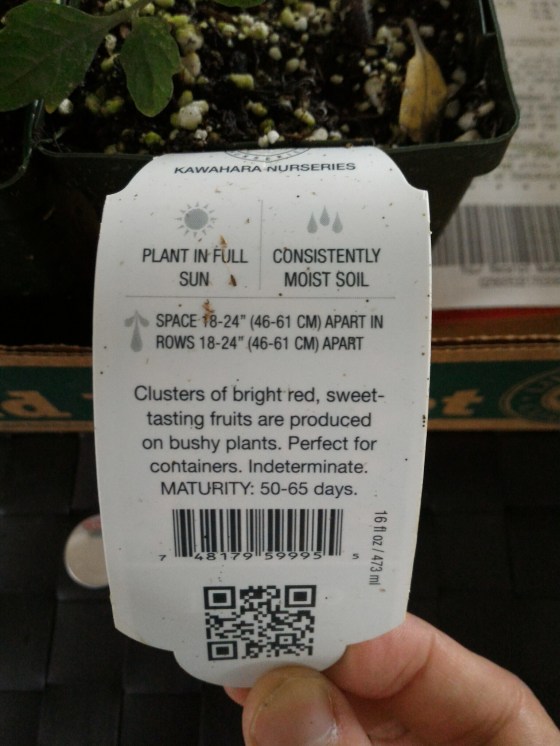 KAWAHARA NURSERIES
PLANT IN FULL
SUN
CONSISTENTLY
MOIST SOIL
SPACE 18-24" (46-61 CM) APART IN
ROWS 18-24" (46-61 CM) APART
Clusters of bright red, sweet-
tasting fruits are produced
on bushy plants. Perfect for
containers. Indeterminate.
MATURITY: 50-65 days.
7 48179 59995 5
16 fl oz / 473 ml